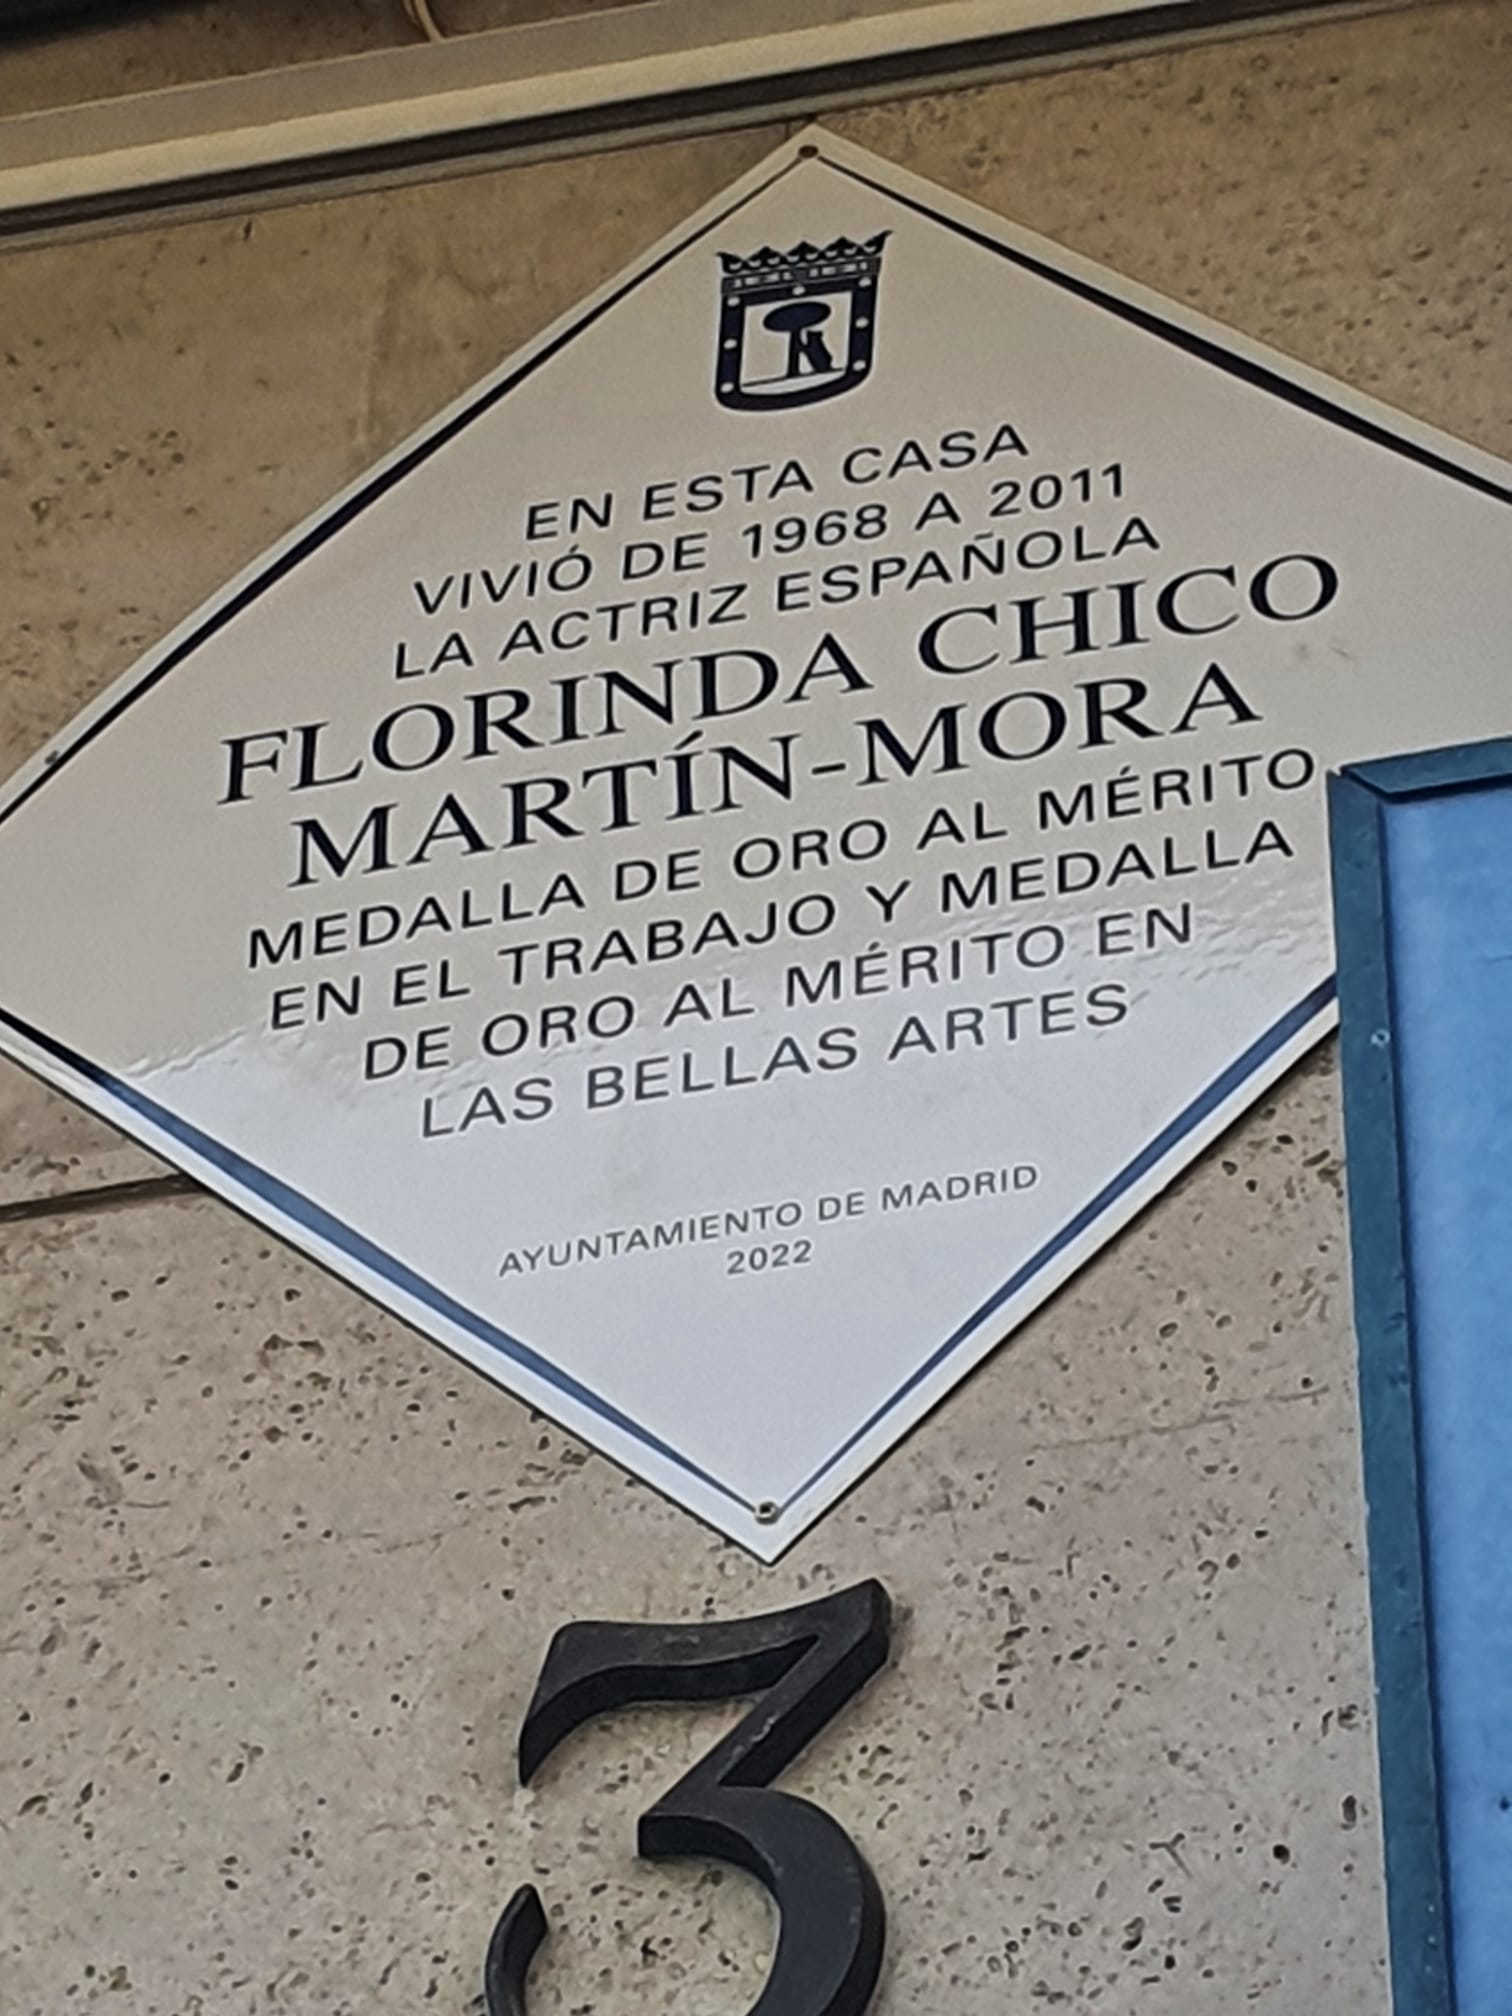 EN ESTA CASA
VIVIÓ DE 1968 A 2011
LA ACTRIZ ESPAÑOLA
FLORINDA CHICO
MARTÍN-MORA
MEDALLA DE ORO AL MÉRITO
EN EL TRABAJO Y MEDALLA
DE ORO AL MÉRITO EN
LAS BELLAS ARTES
AYUNTAMIENTO DE MADRID
2022
3